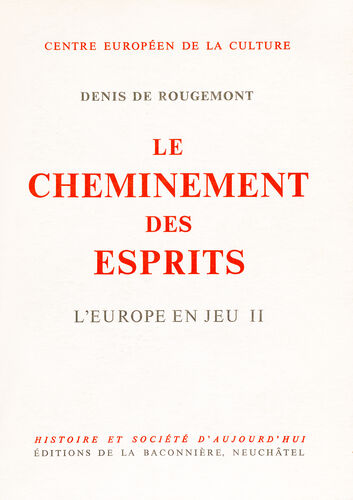 CENTRE EUROPÉEN DE LA CULTURE
DENIS DE ROUGEMONT
LE
CHEMINEMENT
DES
ESPRITS
L'EUROPE EN JEU II
HISTOIRE ET SOCIÉTÉ D'AUJOURD'HUI
ÉDITIONS DE LA BACONNIÈRE, NEUCHÂTEL